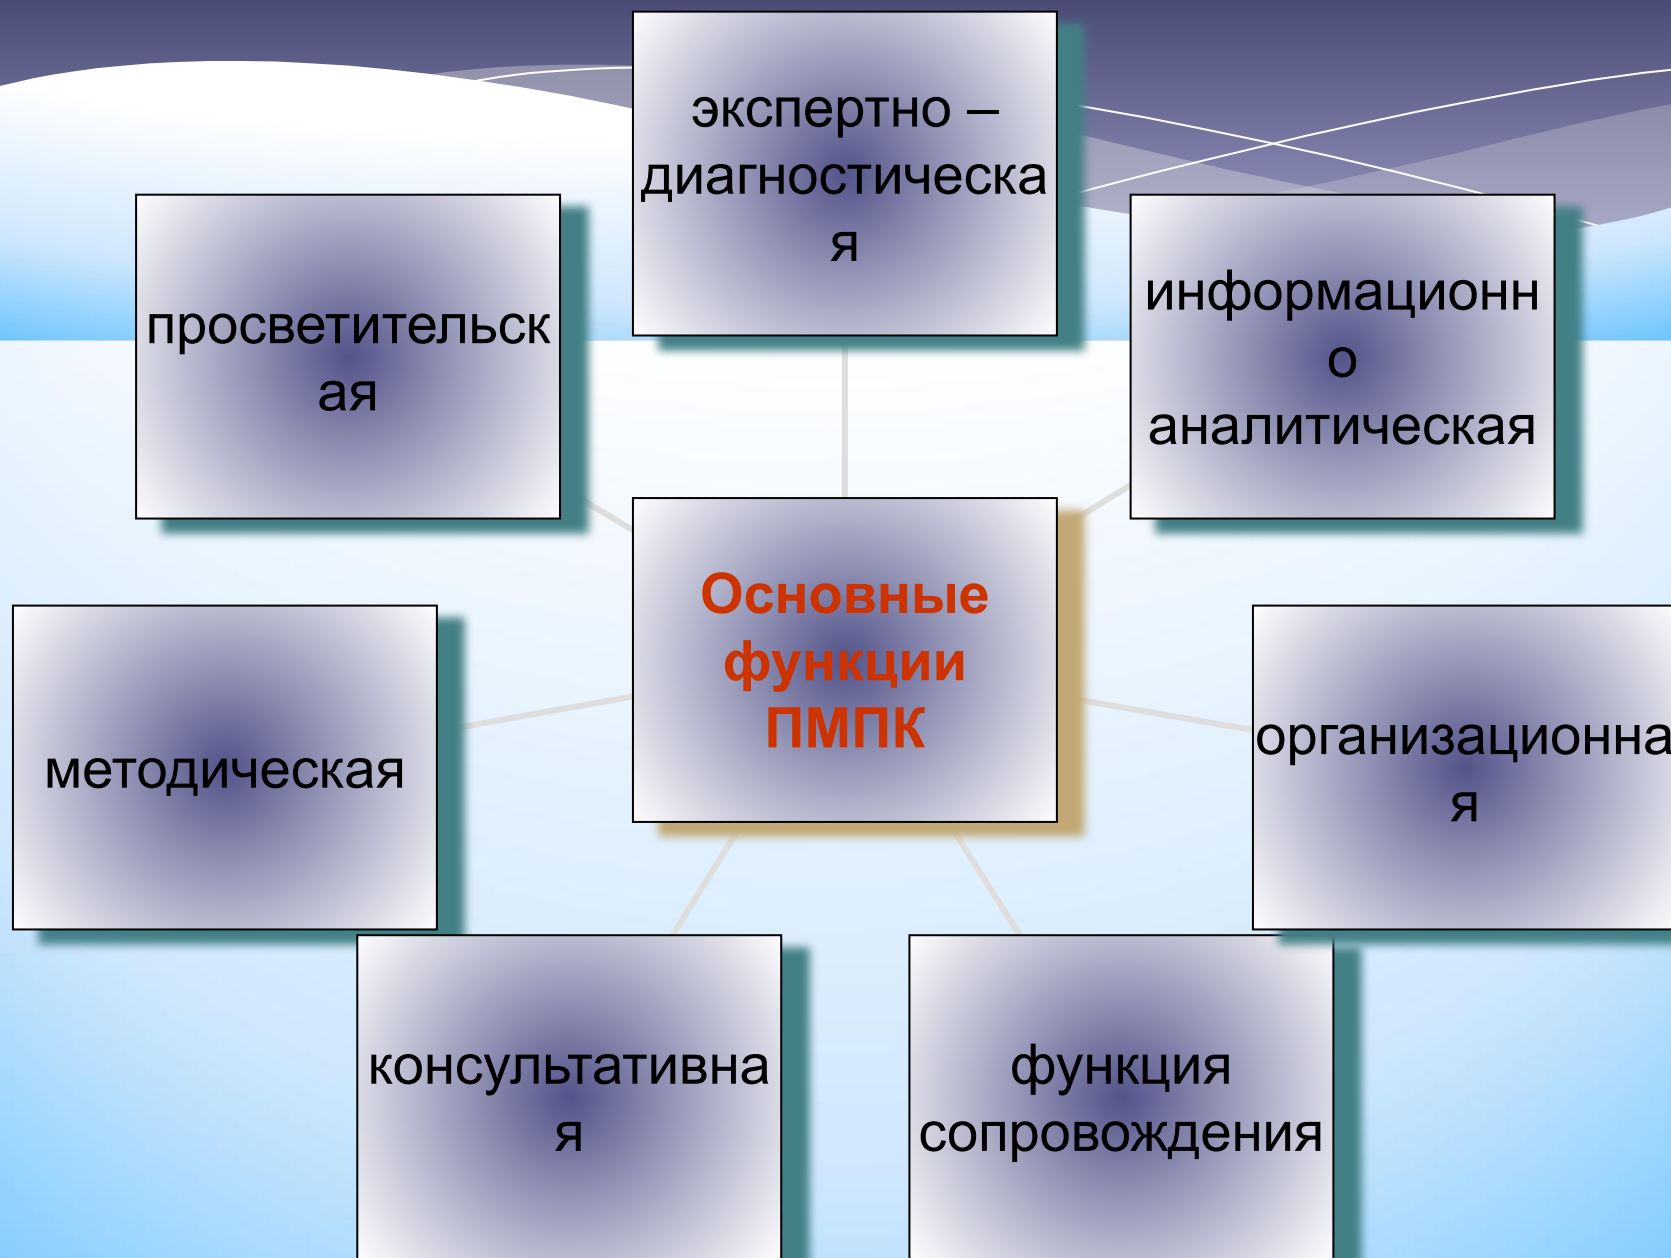 экспертно –
диагностическа
я
просветительск
ая
информационн
о
аналитическая
Основные
функции
ПМПК
методическая
организационна
я
консультативна
я
функция
сопровождения